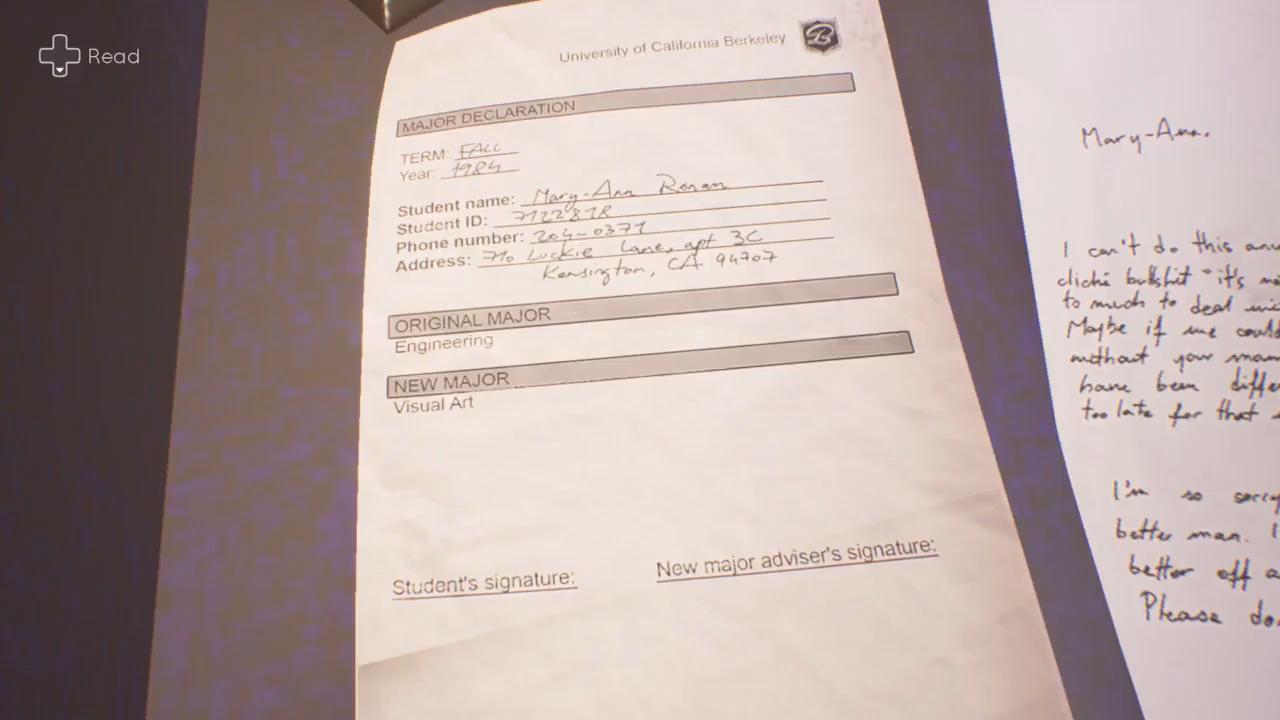 Read
University of California Berkeley
MAJOR DECLARATION
TERM: FALL
Year: 1984
Student name: Mary-Ann Ronan
Student ID: 7122818
Phone number: 204-0371
Address: 710 Luckie Lane, apt 3C
Kensington, CA 94707
ORIGINAL MAJOR
Engineering
NEW MAJOR
Visual Art
Student's signature:
New major adviser's signature:
Mary-Ann,
I can't do this
cliché bullshit "it's
to much to deal
Maybe if we
without your
have been
too late for that
I'm so sorry
better man.
better off
Please